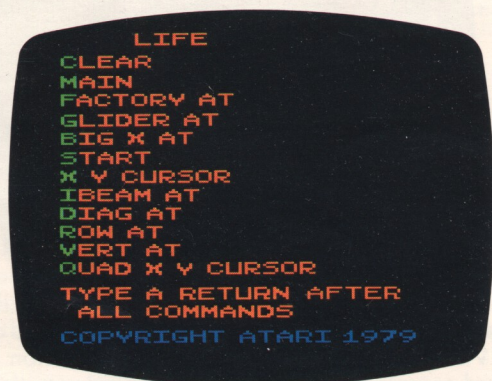 LIFE
CLEAR
MAIN
FACTORY AT
GLIDER AT
BIG X AT
START
X Y CURSOR
IBEAM AT
DIAG AT
ROW AT
VERT AT
QUAD X Y CURSOR
TYPE A RETURN AFTER
ALL COMMANDS
COPYRIGHT ATARI 1979